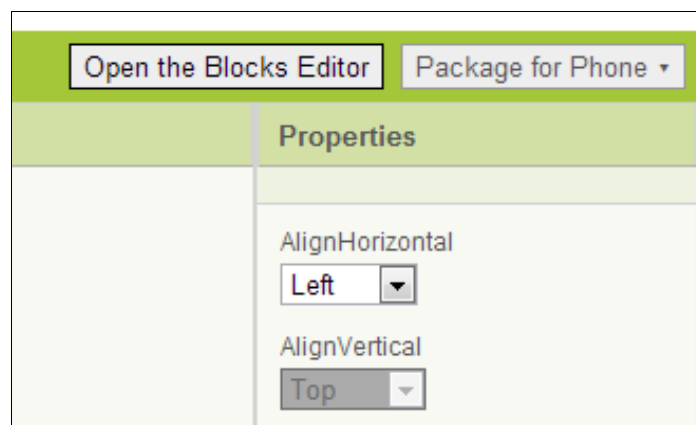 Open the Blocks Editor Package for Phone
Properties
AlignHorizontal
Left
AlignVertical
Top